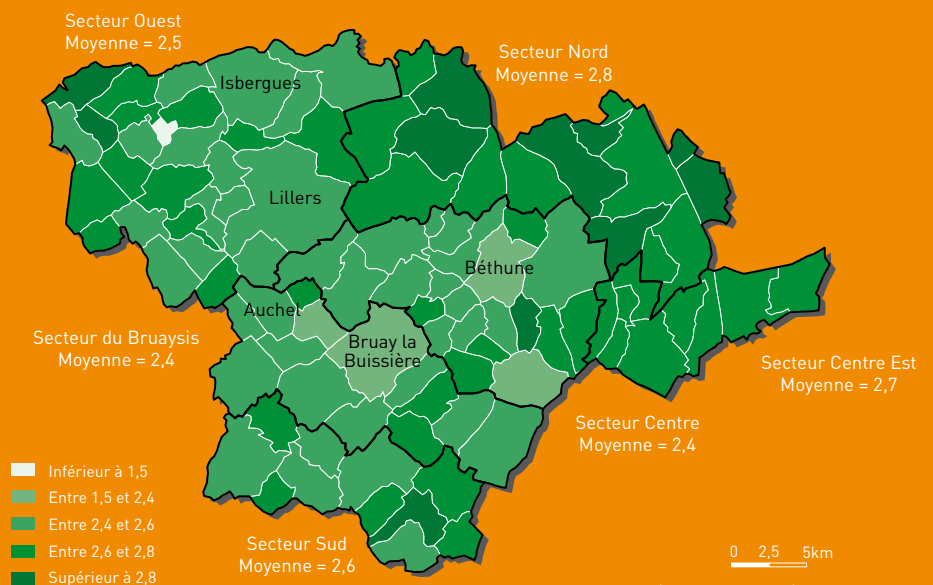 Secteur Ouest
Moyenne = 2,5
Secteur Nord
Moyenne = 2,8
Isbergues
Lillers
Béthune
Auchel
Bruay la
Buissière
Secteur du Bruaysis
Moyenne = 2,4
Secteur Centre Est
Moyenne = 2,7
Secteur Centre
Moyenne = 2,4
Secteur Sud
Moyenne = 2,6
Inférieur à 1,5
Entre 1,5 et 2,4
Entre 2,4 et 2,6
Entre 2,6 et 2,8
Supérieur à 2,8
0 2,5 5km